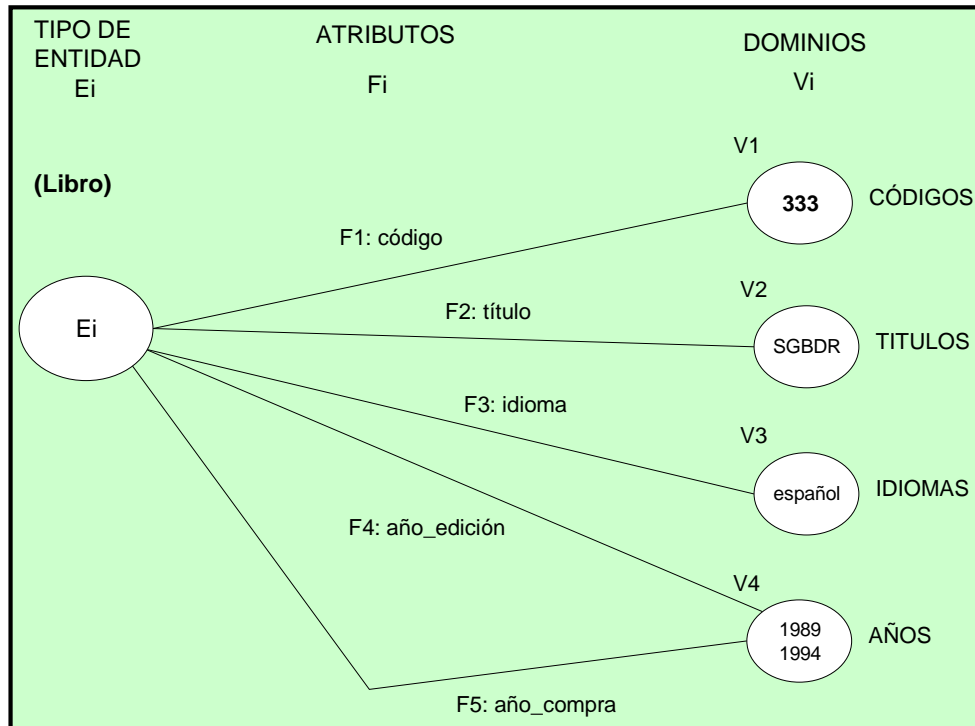 TIPO DE
ENTIDAD
Ei
ATRIBUTOS
Fi
DOMINIOS
Vi
(Libro)
V1
333
CÓDIGOS
F1: código
V2
F2: título
Ei
SGBDR
TITULOS
F3: idioma
V3
español
IDIOMAS
F4: año_edición
V4
1989
1994
AÑOS
F5: año_compra